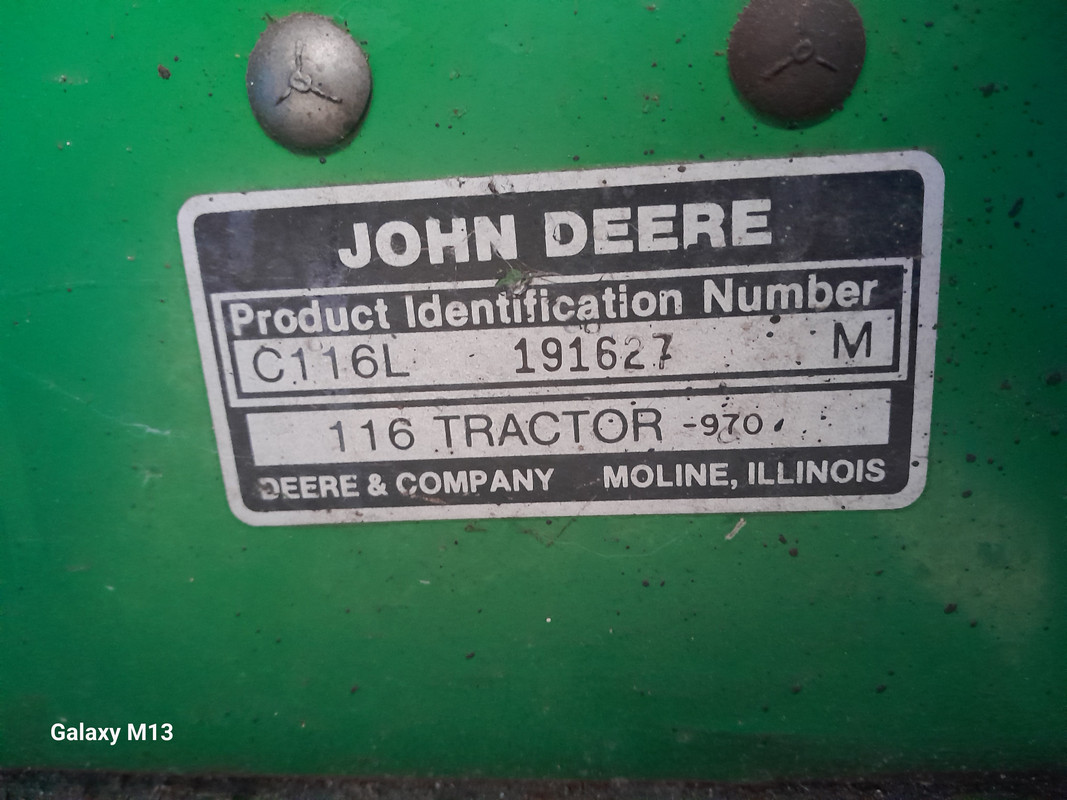 JOHN DEERE
Product Identification Number
C116L 191627 M
116 TRACTOR -970
DEERE & COMPANY MOLINE, ILLINOIS
Galaxy M13